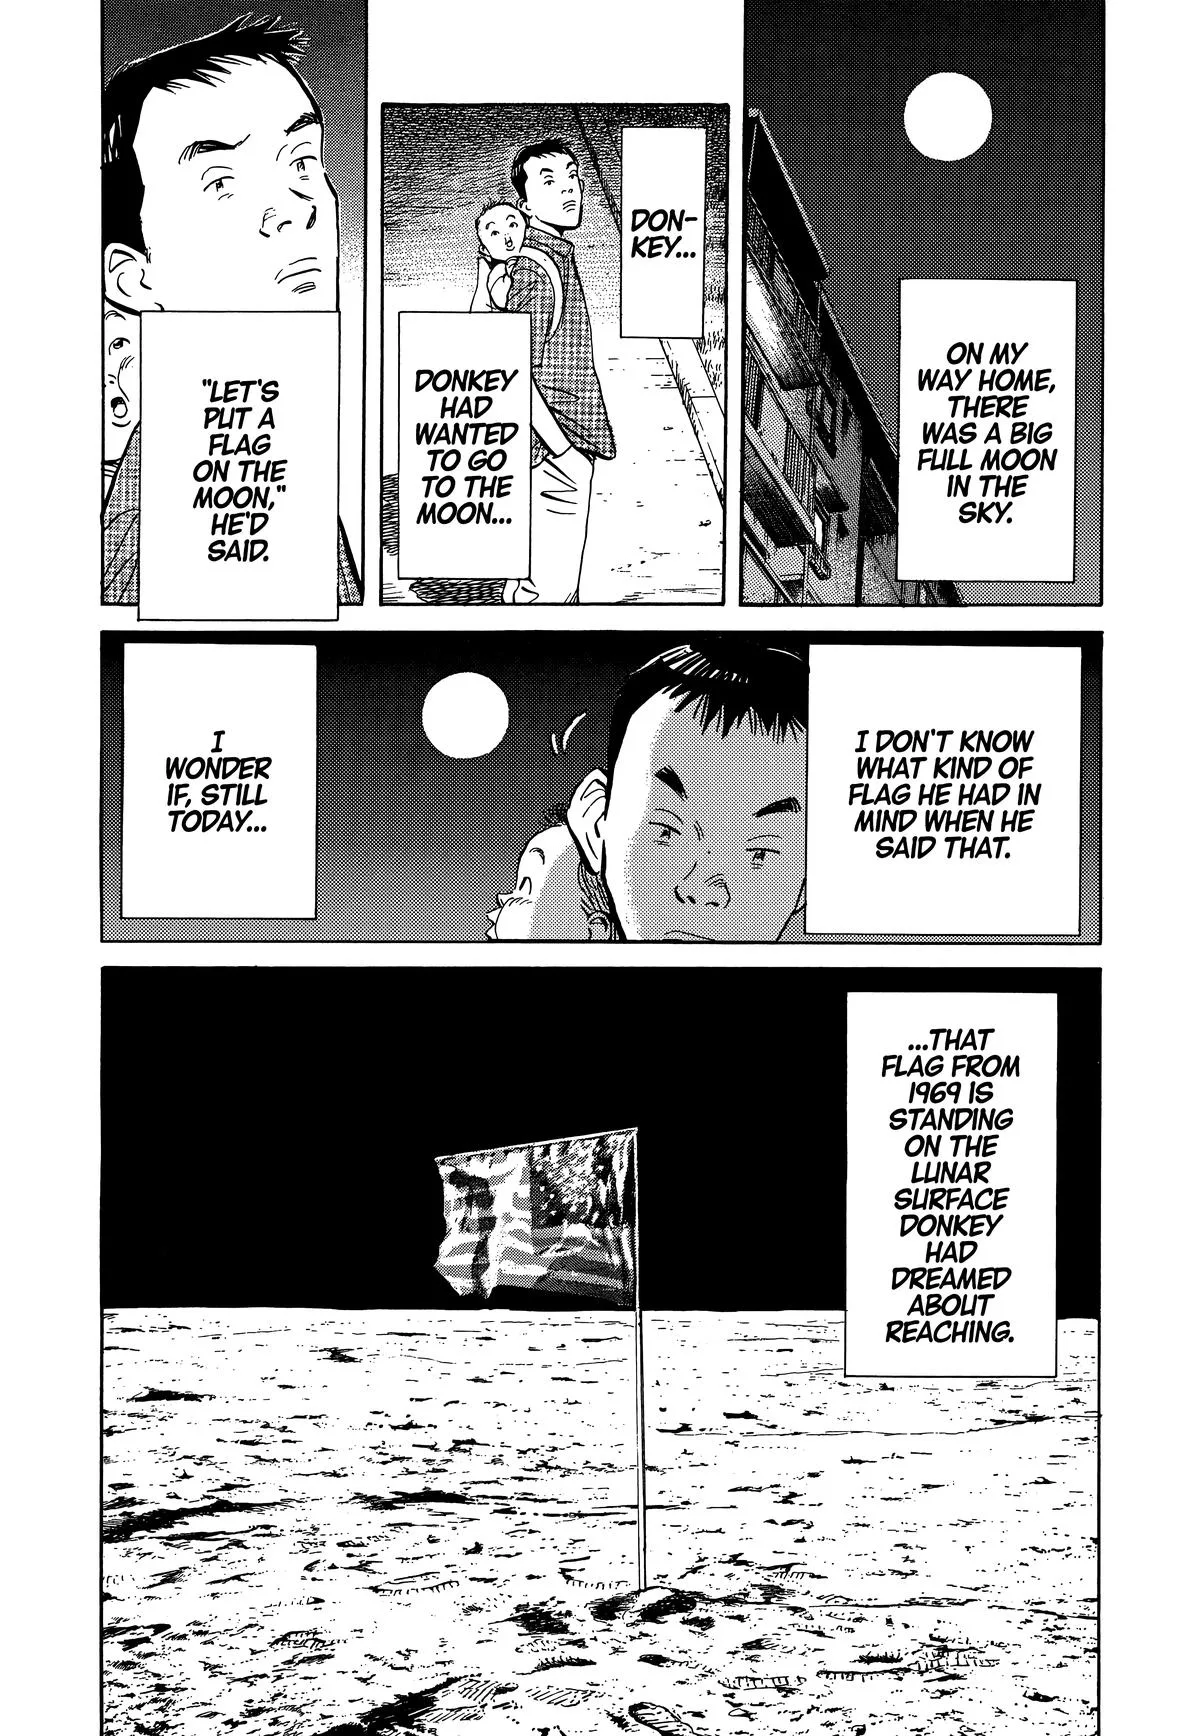 ON MY
WAY HOME,
THERE
WAS A BIG
FULL MOON
IN THE
SKY.
DON-
KEY...
DONKEY
HAD
WANTED
TO GO
TO THE
MOON...
"LET'S
PUT A
FLAG
ON THE
MOON,"
HE'D
SAID.
I DON'T KNOW
WHAT KIND OF
FLAG HE HAD IN
MIND WHEN HE
SAID THAT.
I
WONDER
IF, STILL
TODAY...
...THAT
FLAG FROM
1969 IS
STANDING
ON THE
LUNAR
SURFACE
DONKEY
HAD
DREAMED
ABOUT
REACHING.